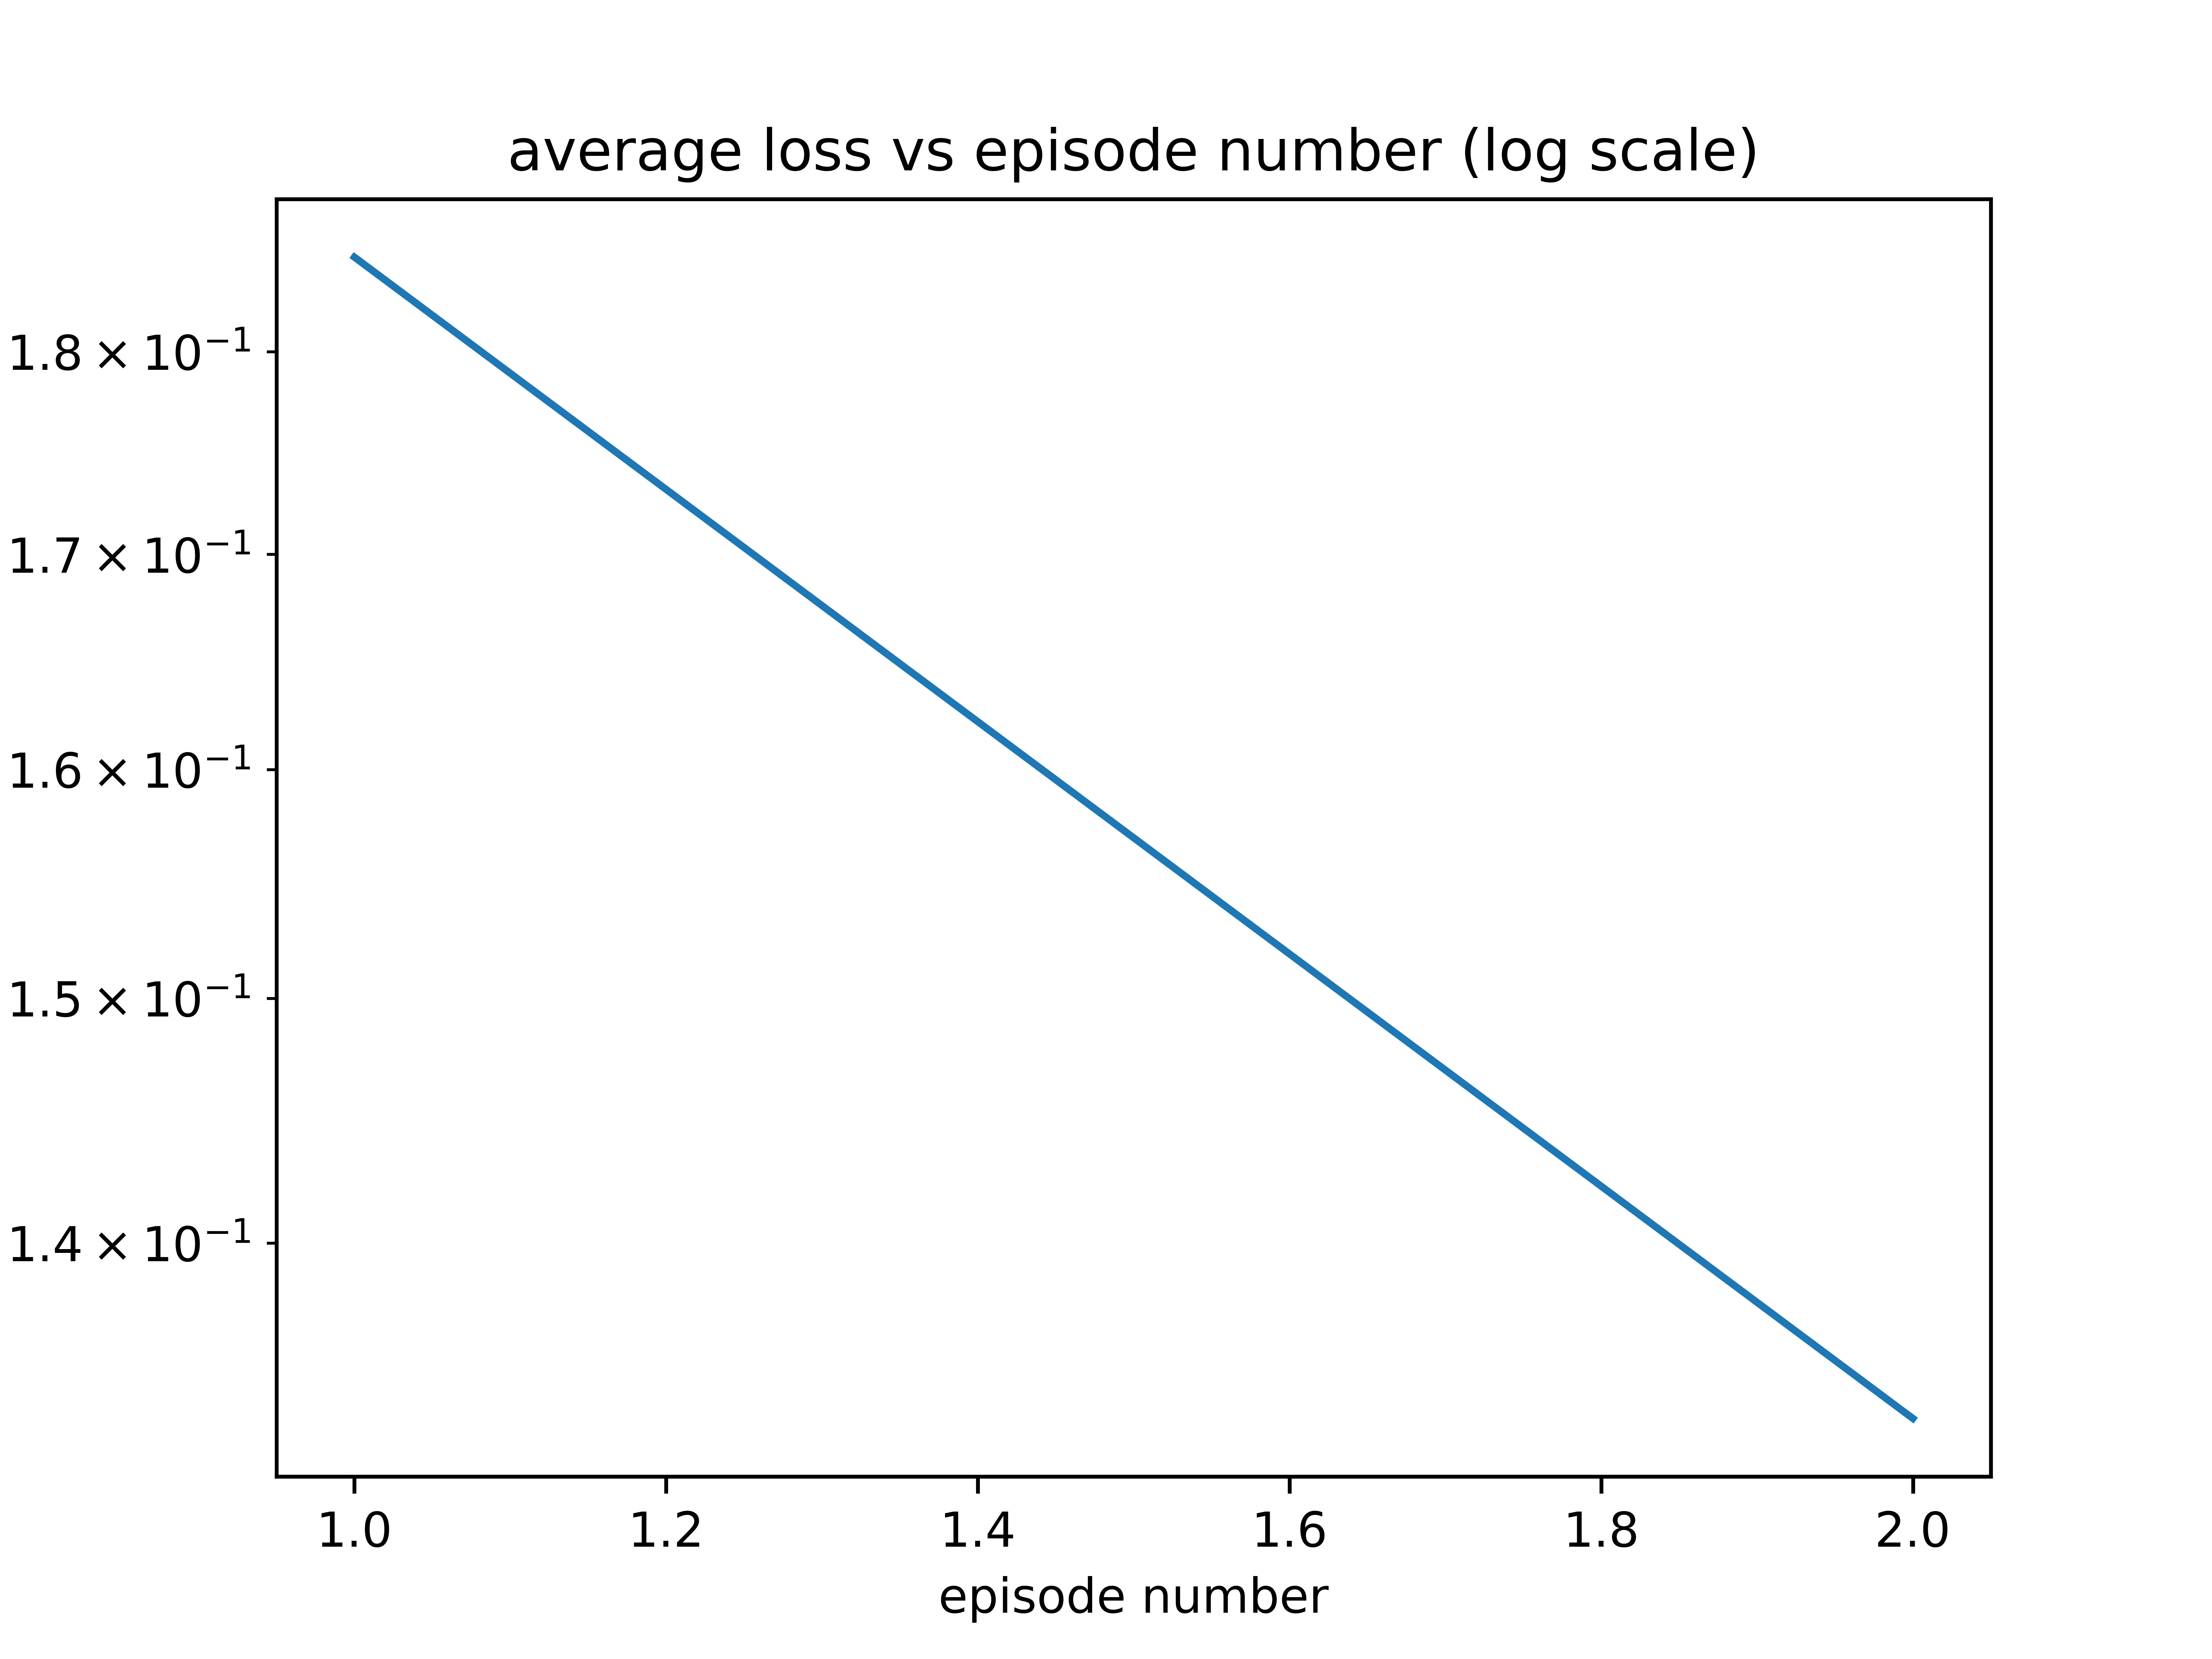 average loss vs episode number (log scale)
1.8 × 10⁻¹
1.7 × 10⁻¹
1.6 × 10⁻¹
1.5 × 10⁻¹
1.4 × 10⁻¹
1.0 1.2 1.4 1.6 1.8 2.0
episode number